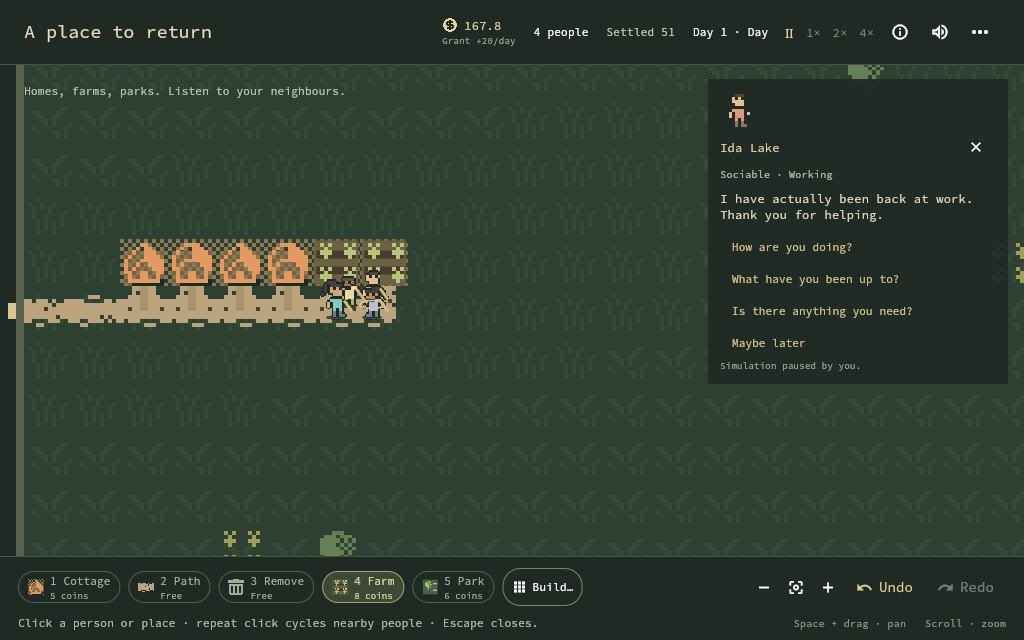 A place to return
167.8
Grant +20/day
4 people
Settled 51
Day 1 · Day
1×
2×
4×
Homes, farms, parks. Listen to your neighbours.
Ida Lake
Sociable · Working
I have actually been back at work.
Thank you for helping.
How are you doing?
What have you been up to?
Is there anything you need?
Maybe later
Simulation paused by you.
1 Cottage
5 coins
2 Path
Free
3 Remove
Free
4 Farm
8 coins
5 Park
6 coins
Build…
Undo
Redo
Click a person or place · repeat click cycles nearby people · Escape closes.
Space + drag · pan
Scroll · zoom